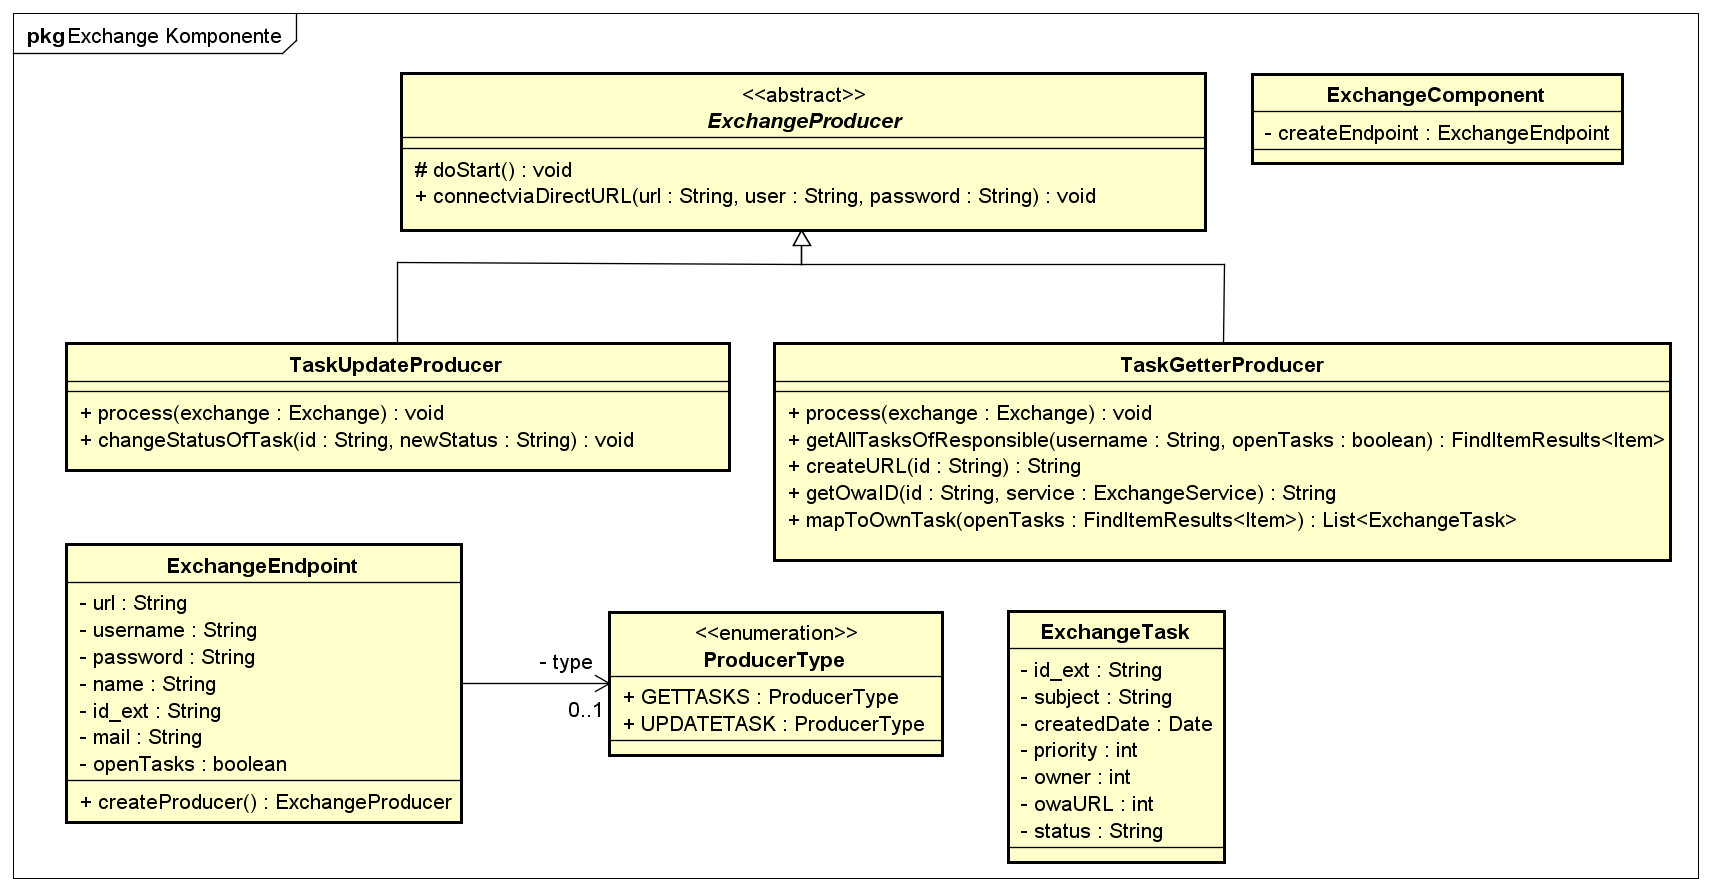 pkg Exchange Komponente
<<abstract>>
ExchangeProducer
# doStart() : void
+ connectviaDirectURL(url : String, user : String, password : String) : void
ExchangeComponent
- createEndpoint : ExchangeEndpoint
TaskUpdateProducer
+ process(exchange : Exchange) : void
+ changeStatusOfTask(id : String, newStatus : String) : void
TaskGetterProducer
+ process(exchange : Exchange) : void
+ getAllTasksOfResponsible(username : String, openTasks : boolean) : FindItemResults<Item>
+ createURL(id : String) : String
+ getOwaID(id : String, service : ExchangeService) : String
+ mapToOwnTask(openTasks : FindItemResults<Item>) : List<ExchangeTask>
ExchangeEndpoint
- url : String
- username : String
- password : String
- name : String
- id_ext : String
- mail : String
- openTasks : boolean
+ createProducer() : ExchangeProducer
- type
0..1
<<enumeration>>
ProducerType
+ GETTASKS : ProducerType
+ UPDATETASK : ProducerType
ExchangeTask
- id_ext : String
- subject : String
- createdDate : Date
- priority : int
- owner : int
- owaURL : int
- status : String